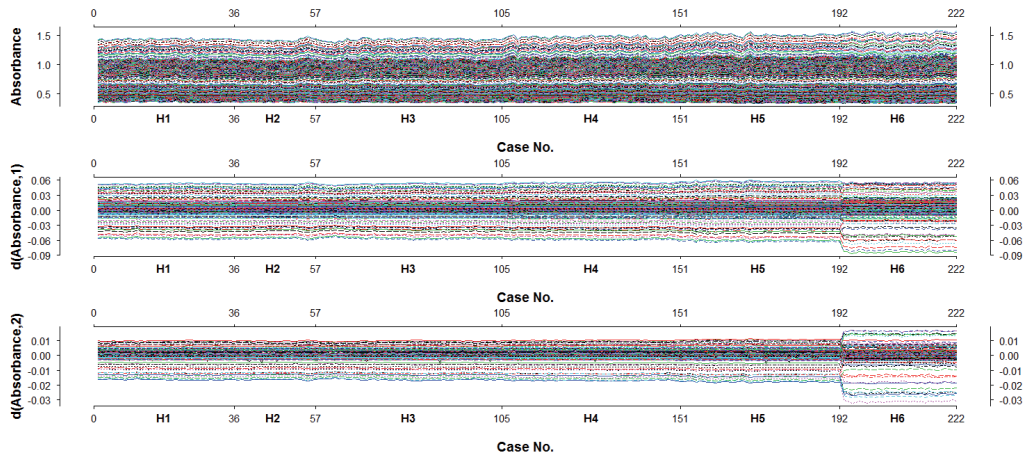 0 36 57 105 151 192 222
Absorbance
1.5 1.5
1.0 1.0
0.5 0.5
0 H1 36 H2 57 H3 105 H4 151 H5 192 H6 222
Case No.
0 36 57 105 151 192 222
d(Absorbance,1)
0.06 0.06
0.03 0.03
0.00 0.00
-0.03 -0.03
-0.06 -0.06
-0.09 -0.09
0 H1 36 H2 57 H3 105 H4 151 H5 192 H6 222
Case No.
0 36 57 105 151 192 222
d(Absorbance,2)
0.01 0.01
0.00 0.00
-0.01 -0.01
-0.02 -0.02
-0.03 -0.03
0 H1 36 H2 57 H3 105 H4 151 H5 192 H6 222
Case No.